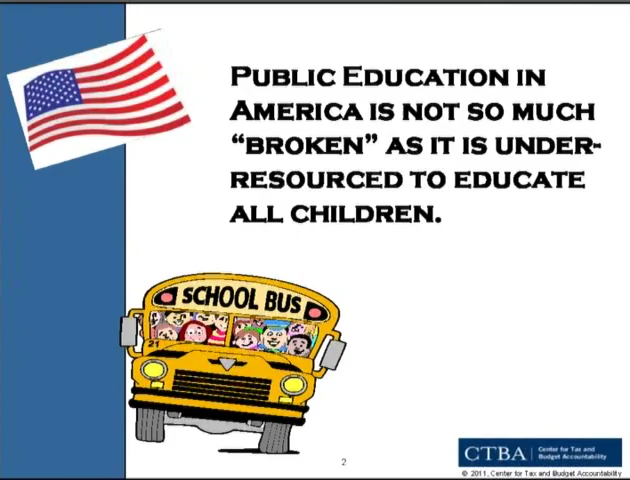 PUBLIC EDUCATION IN
AMERICA IS NOT SO MUCH
“BROKEN” AS IT IS UNDER-
RESOURCED TO EDUCATE
ALL CHILDREN.
SCHOOL BUS
21
2
CTBA
Center for Tax and
Budget Accountability
© 2011, Center for Tax and Budget Accountability